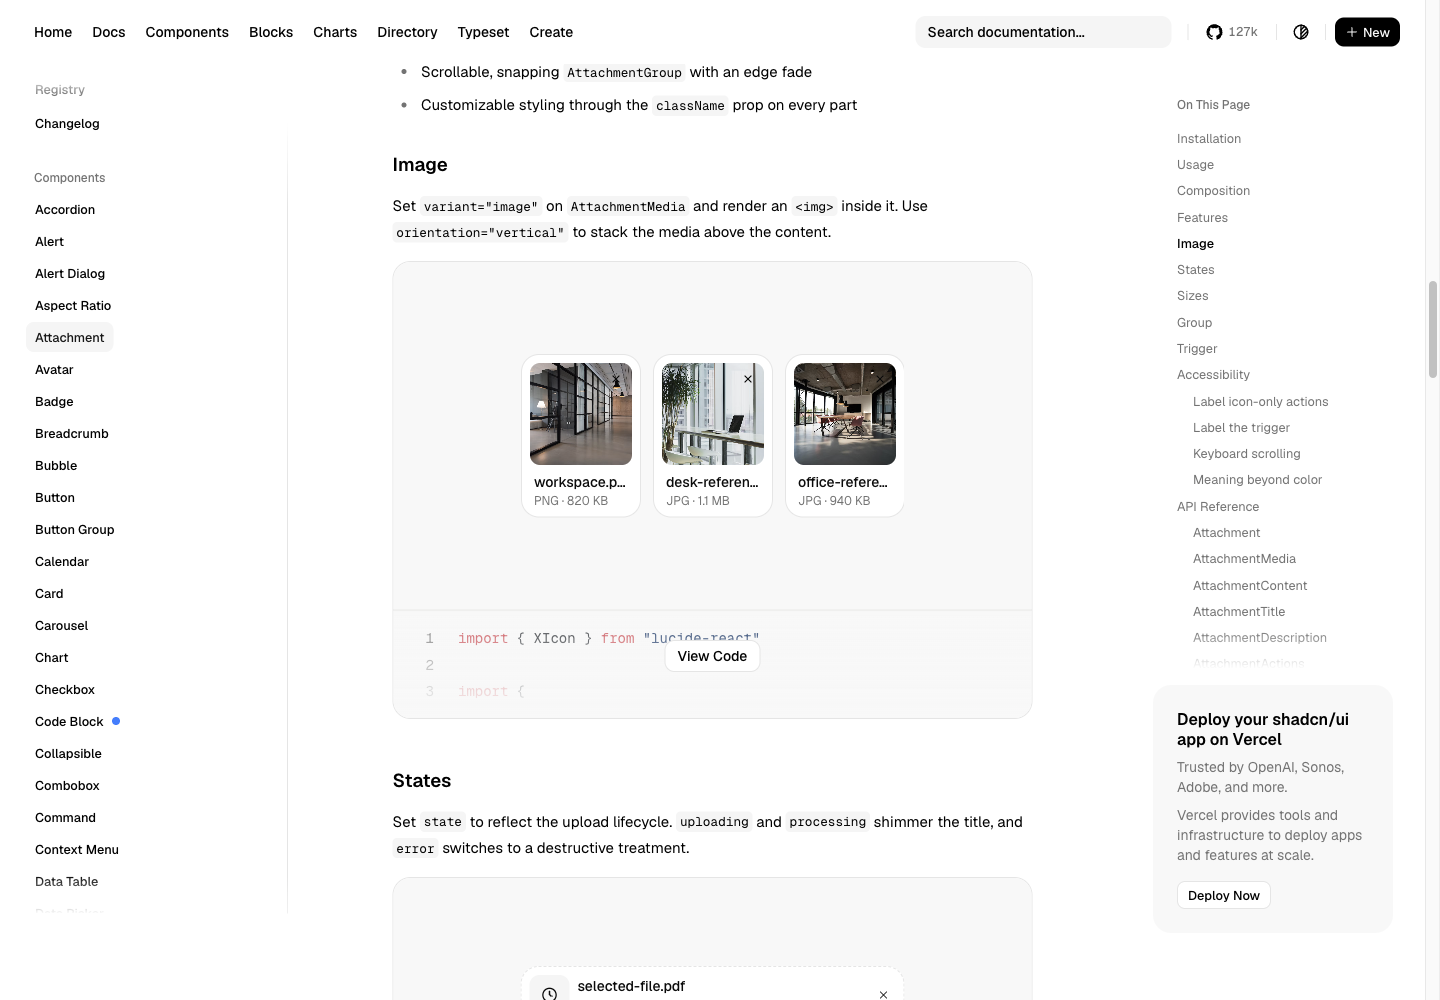 Home Docs Components Blocks Charts Directory Typeset Create Search documentation... 127k New
Registry
Changelog
Components
Accordion
Alert
Alert Dialog
Aspect Ratio
Attachment
Avatar
Badge
Breadcrumb
Bubble
Button
Button Group
Calendar
Card
Carousel
Chart
Checkbox
Code Block
Collapsible
Combobox
Command
Context Menu
Data Table
Scrollable, snapping AttachmentGroup with an edge fade
Customizable styling through the className prop on every part
Image
Set variant="image" on AttachmentMedia and render an <img> inside it. Use
orientation="vertical" to stack the media above the content.
workspace.p...
PNG · 820 KB
desk-referen...
JPG · 1.1 MB
office-refere...
JPG · 940 KB
1 import { XIcon } from "lucide-react"
2
3 import {
View Code
States
Set state to reflect the upload lifecycle. uploading and processing shimmer the title, and
error switches to a destructive treatment.
selected-file.pdf
On This Page
Installation
Usage
Composition
Features
Image
States
Sizes
Group
Trigger
Accessibility
Label icon-only actions
Label the trigger
Keyboard scrolling
Meaning beyond color
API Reference
Attachment
AttachmentMedia
AttachmentContent
AttachmentTitle
AttachmentDescription
AttachmentActions
Deploy your shadcn/ui
app on Vercel
Trusted by OpenAI, Sonos,
Adobe, and more.
Vercel provides tools and
infrastructure to deploy apps
and features at scale.
Deploy Now